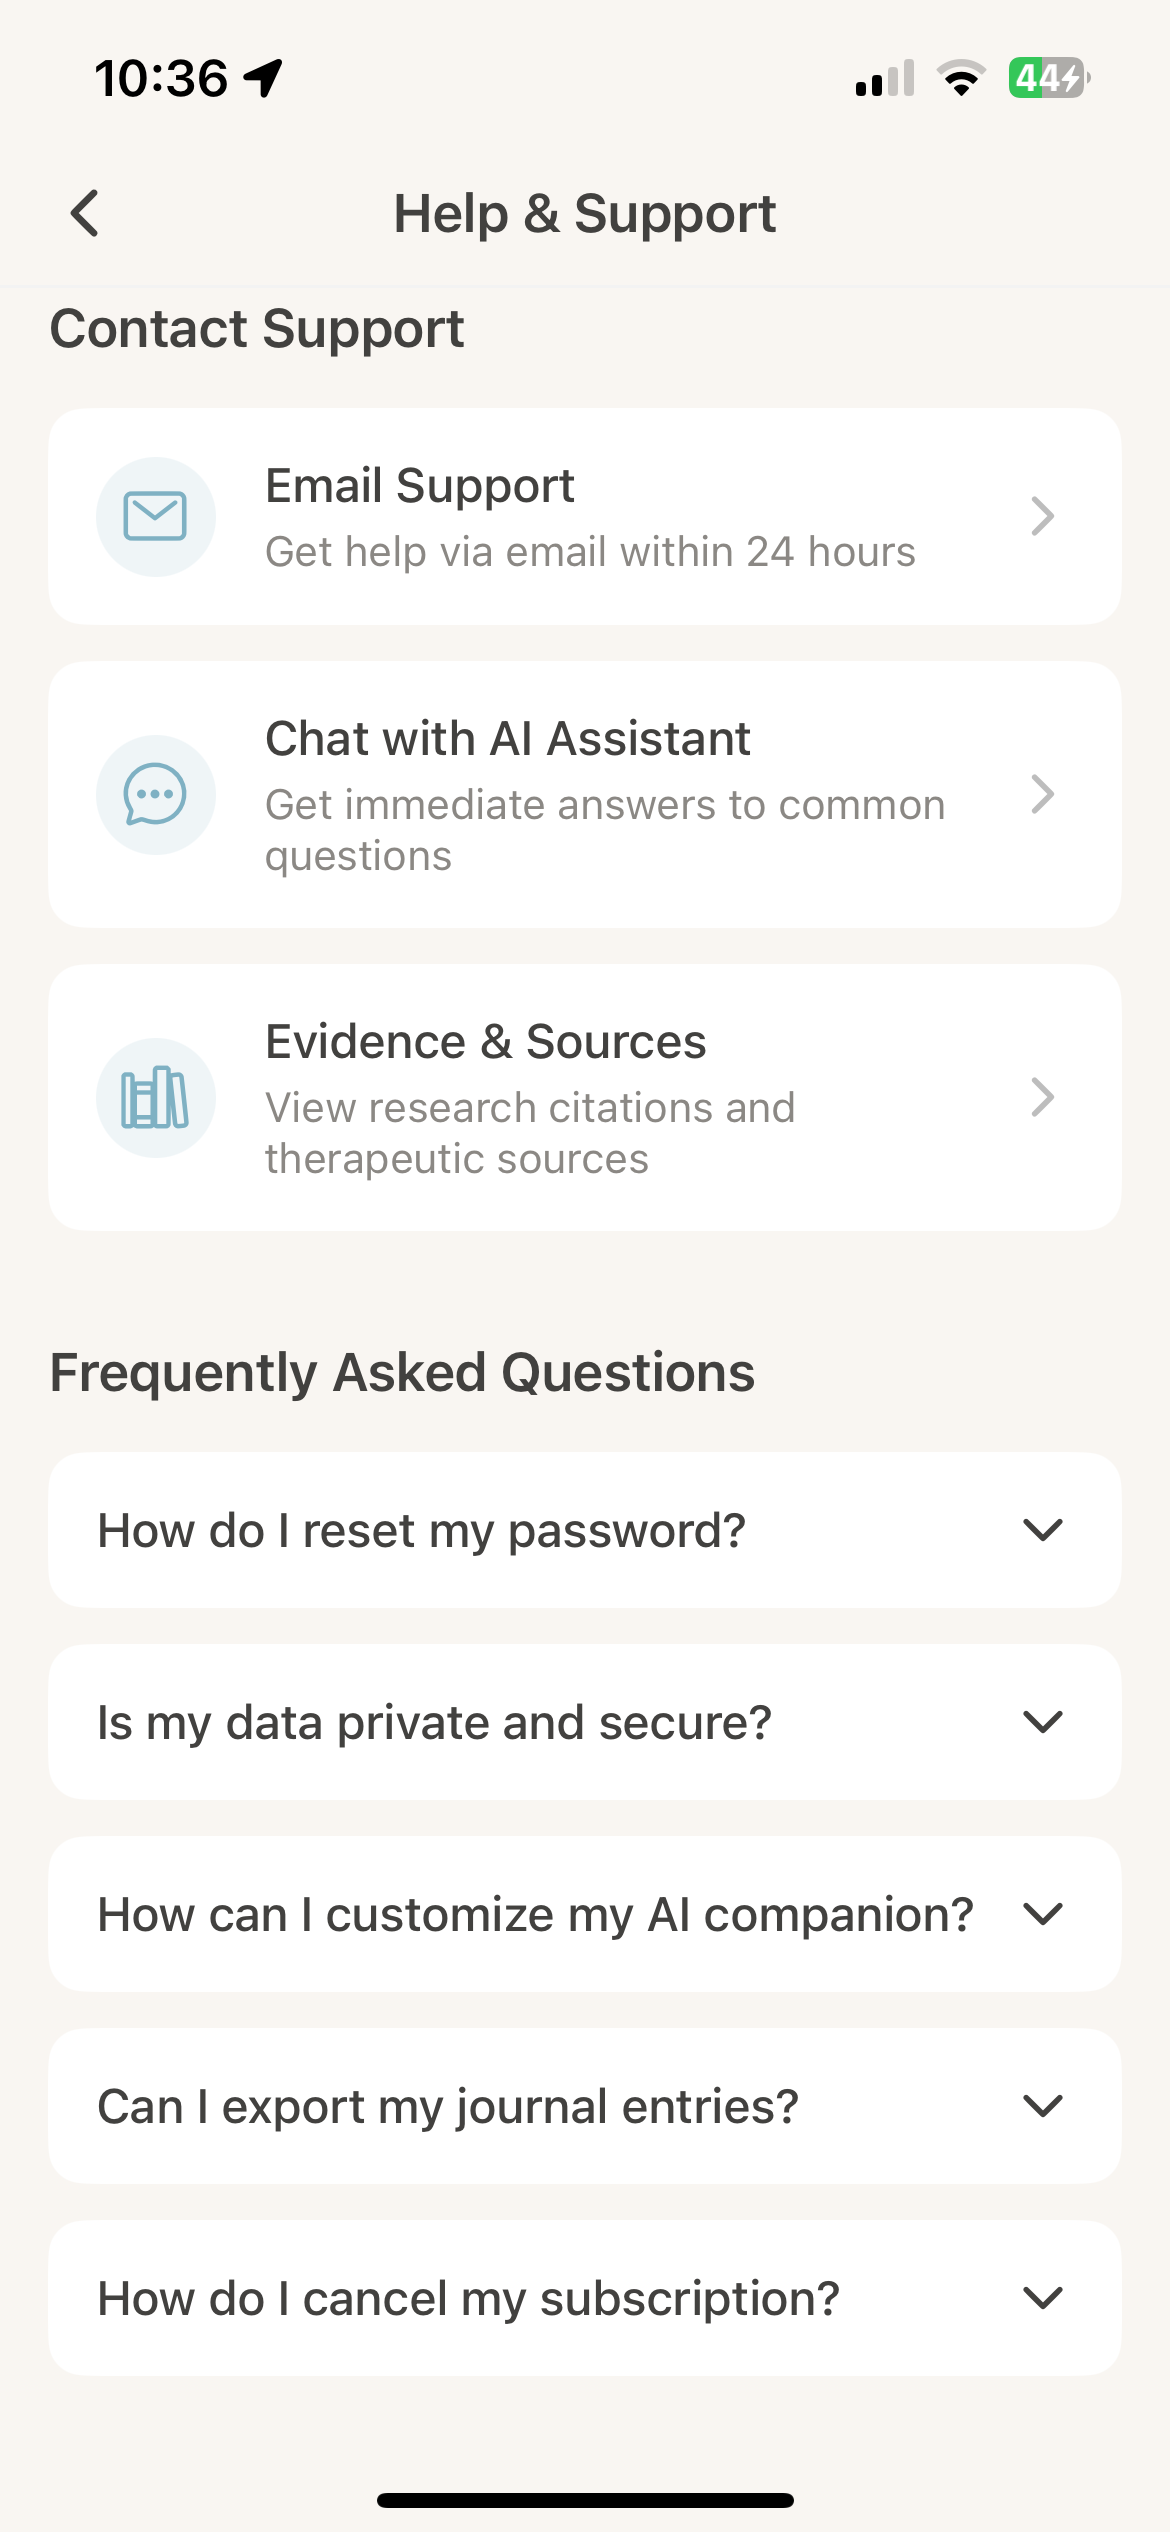 10:36
44
Help & Support
Contact Support
Email Support
Get help via email within 24 hours
Chat with AI Assistant
Get immediate answers to common
questions
Evidence & Sources
View research citations and
therapeutic sources
Frequently Asked Questions
How do I reset my password?
Is my data private and secure?
How can I customize my AI companion?
Can I export my journal entries?
How do I cancel my subscription?